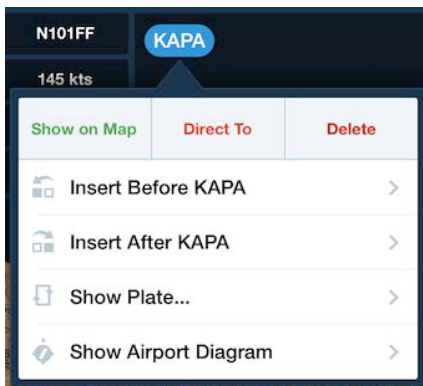 N101FF
KAPA
145 kts
Show on Map Direct To Delete
Insert Before KAPA
Insert After KAPA
Show Plate...
Show Airport Diagram